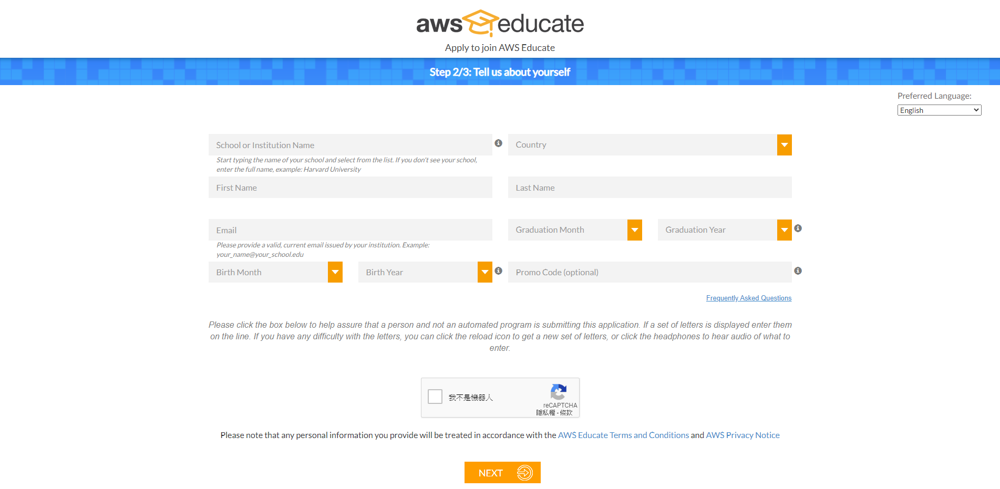 aws educate
Apply to join AWS Educate
Step 2/3: Tell us about yourself
Preferred Language:
English
School or Institution Name
Country
Start typing the name of your school and select from the list. If you don't see your school,
enter the full name, example: Harvard University
First Name
Last Name
Email
Graduation Month
Graduation Year
Please provide a valid, current email issued by your institution. Example:
your_name@your_school.edu
Birth Month
Birth Year
Promo Code (optional)
Frequently Asked Questions
Please click the box below to help assure that a person and not an automated program is submitting this application. If a set of letters is displayed enter them
on the line. If you have any difficulty with the letters, you can click the reload icon to get a new set of letters, or click the headphones to hear audio of what to
enter.
我不是機器人
reCAPTCHA
隱私權 - 條款
Please note that any personal information you provide will be treated in accordance with the AWS Educate Terms and Conditions and AWS Privacy Notice
NEXT